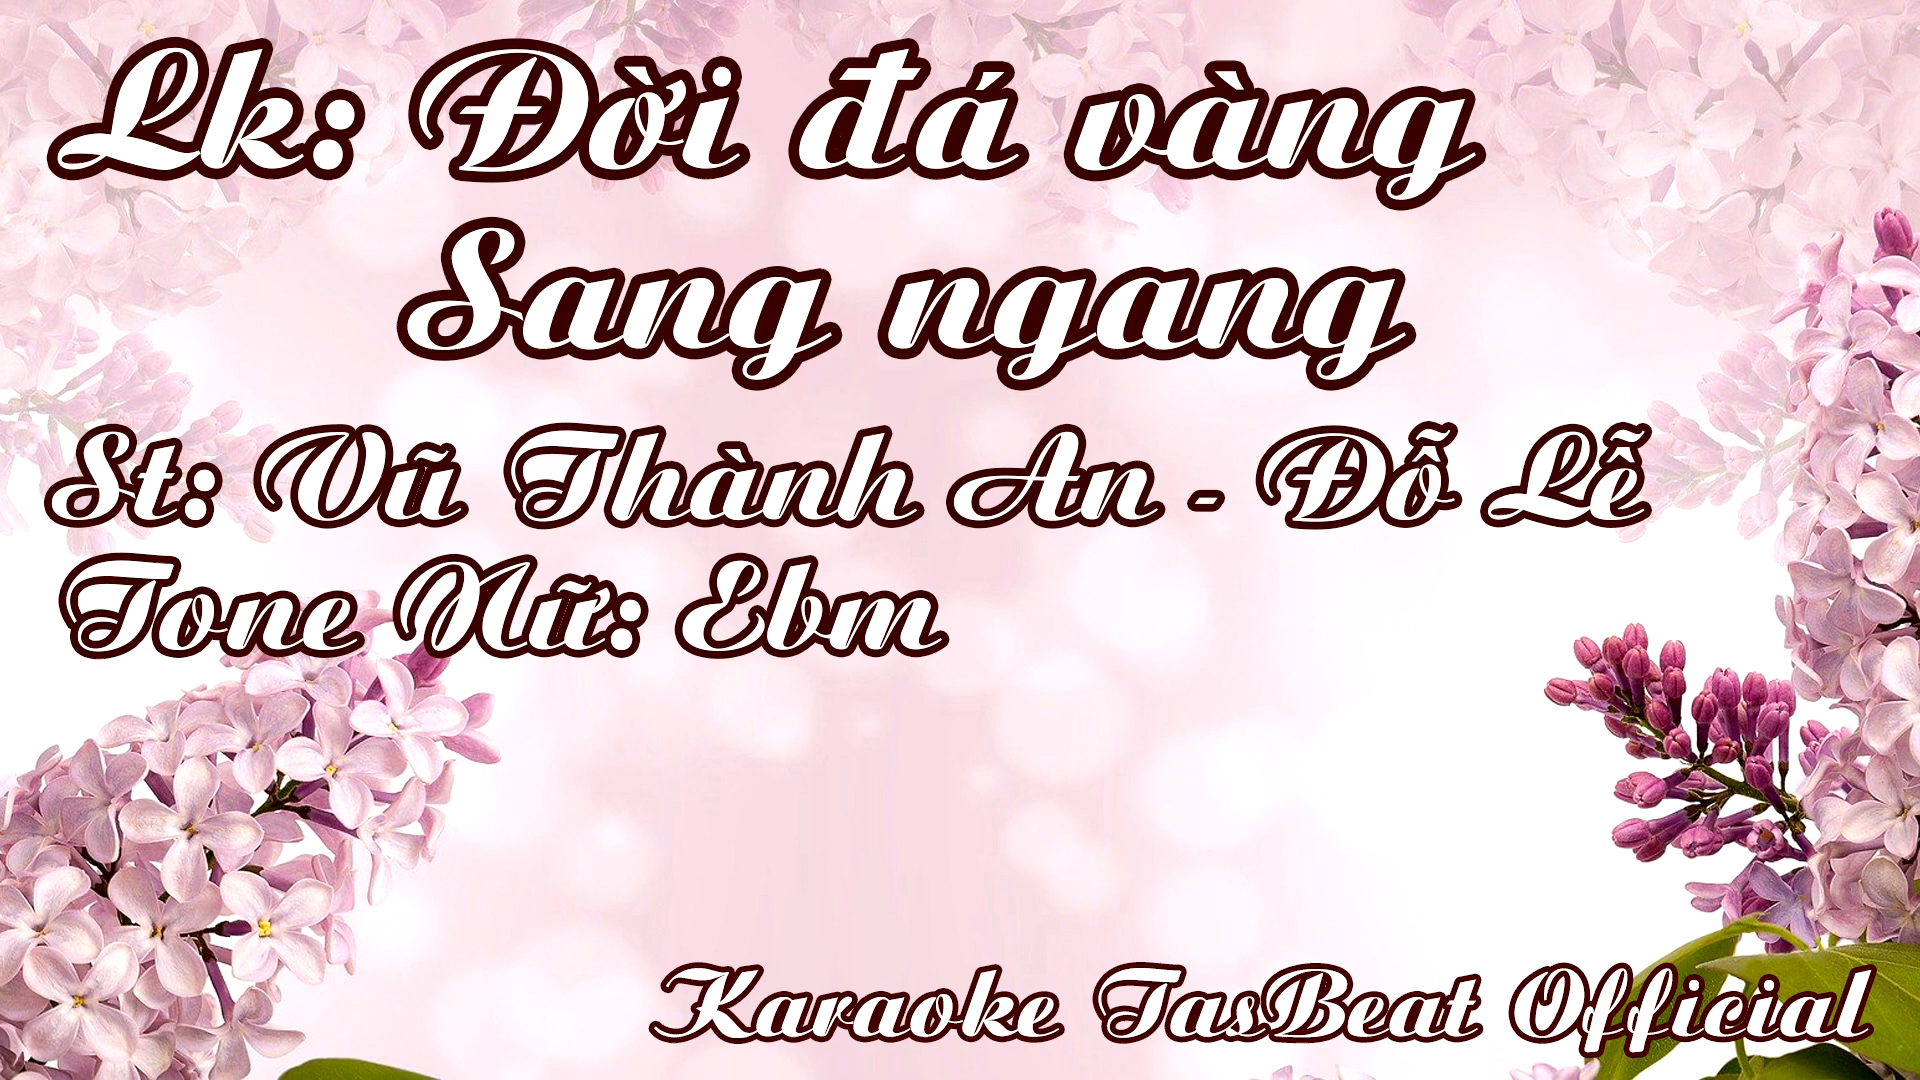 Lk: Đời đá vàng
Sang ngang
St: Vũ Thành An - Đỗ Lễ
Tone Nữ: Ebm
Karaoke TasBeat Official